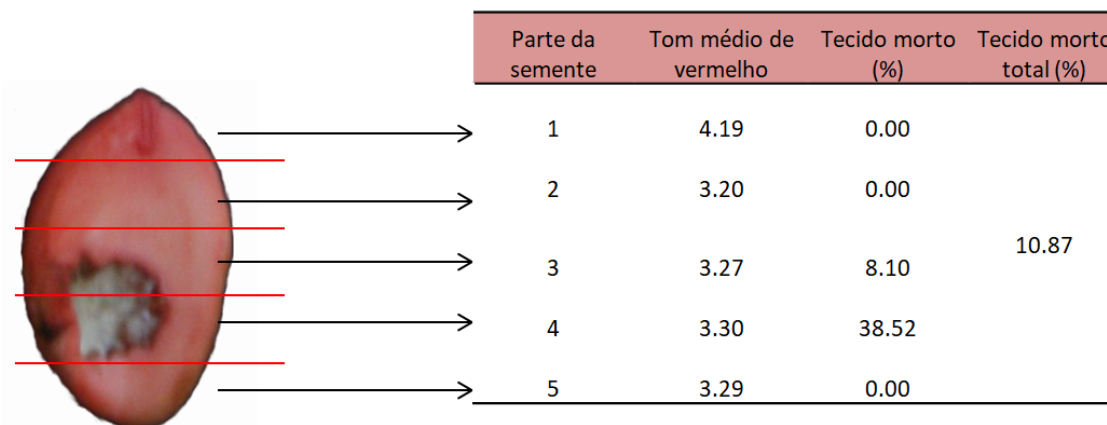 Parte da semente Tom médio de vermelho Tecido morto (%) Tecido morto total (%)
1 4.19 0.00
2 3.20 0.00
10.87
3 3.27 8.10
4 3.30 38.52
5 3.29 0.00